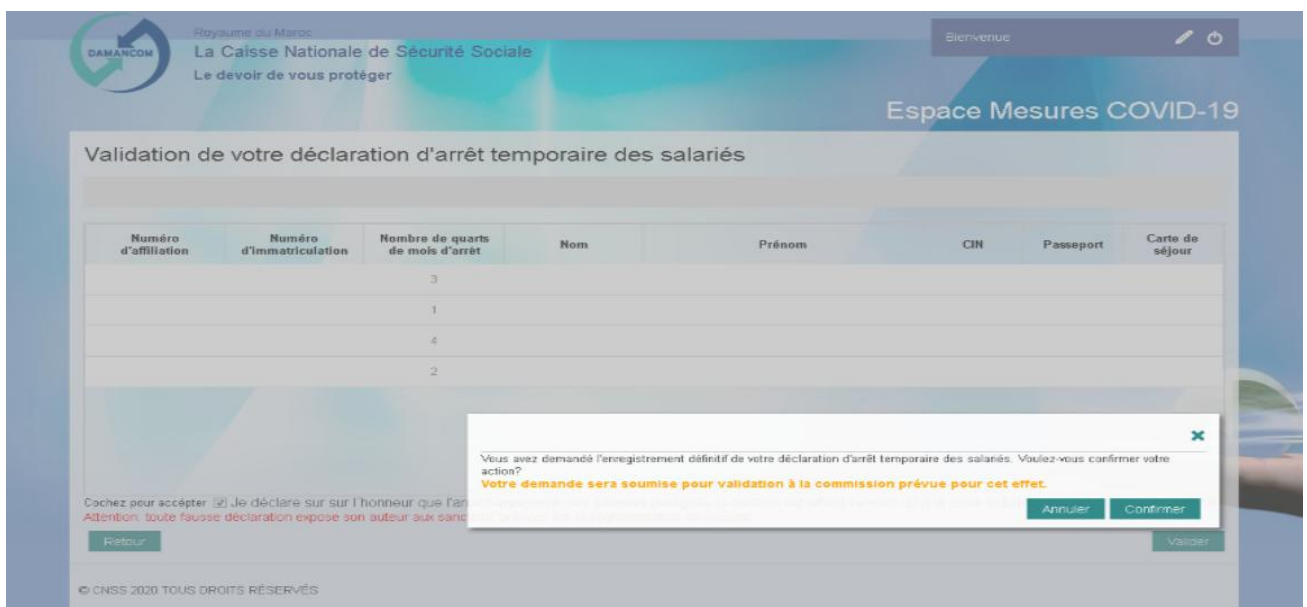 DAMANCOM
Royaume du Maroc
La Caisse Nationale de Sécurité Sociale
Le devoir de vous protéger
Bienvenue
Espace Mesures COVID-19
Validation de votre déclaration d'arrêt temporaire des salariés
Numéro d'affiliation Numéro d'immatriculation Nombre de quarts de mois d'arrêt Nom Prénom CIN Passeport Carte de séjour
3
1
4
2
Vous avez demandé l'enregistrement définitif de votre déclaration d'arrêt temporaire des salariés. Voulez-vous confirmer votre
action?
Votre demande sera soumise pour validation à la commission prévue pour cet effet.
Annuler Confirmer
Cochez pour accépter Je déclare sur sur l'honneur que
Attention: toute fausse déclaration expose son auteur aux
Retour Valider
© CNSS 2020 TOUS DROITS RÉSERVÉS